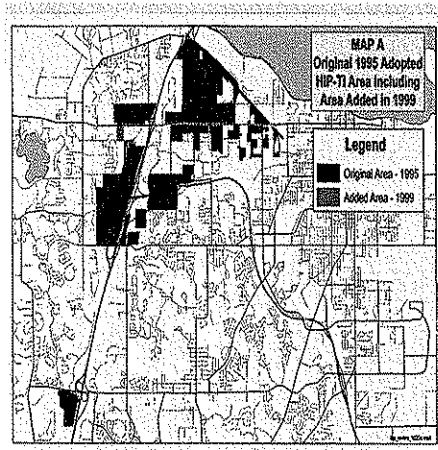 MAP A
Original 1995 Adopted
HIP-TI Area Including
Area Added in 1999
Legend
Original Area - 1995
Added Area - 1999